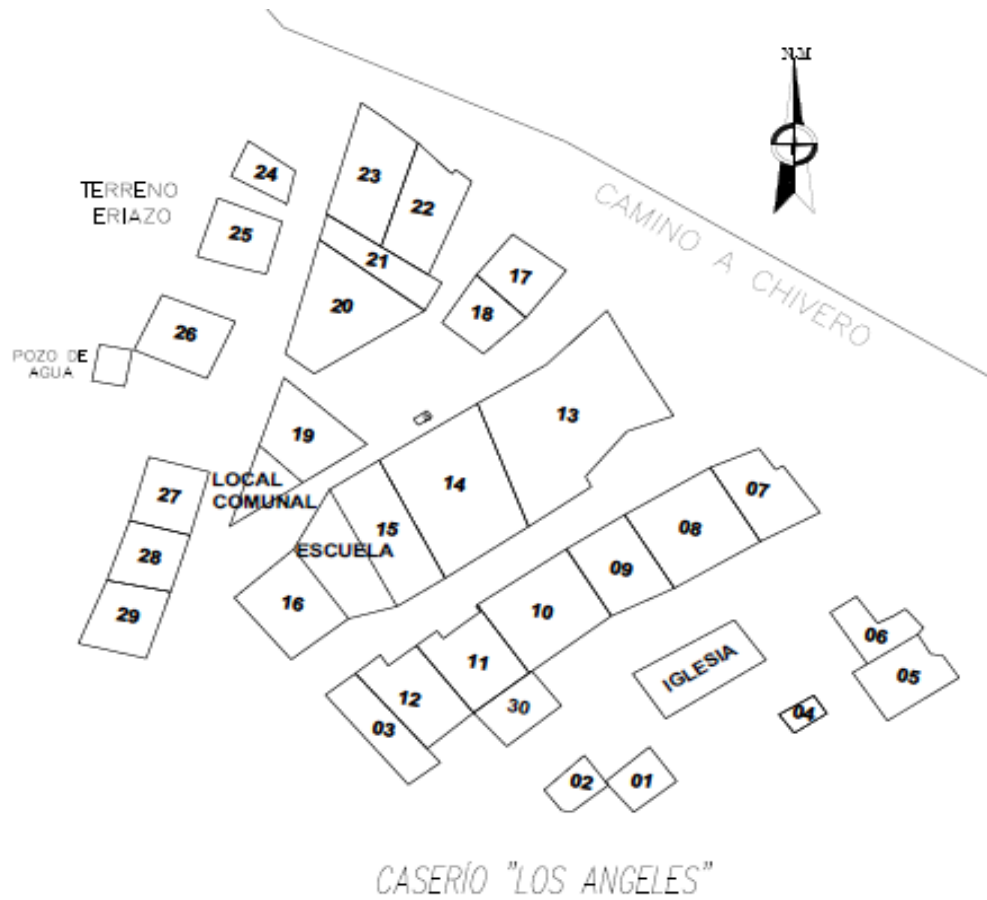 N.M
CAMINO A CHIVERO
TERRENO
ERIAZO
24
23
22
25
21
17
20
18
26
POZO DE
AGUA
19
13
LOCAL
COMUNAL
27
14
07
15
08
ESCUELA
28
09
16
10
29
06
11
IGLESIA
05
12
30
03
04
02
01
CASERÍO "LOS ANGELES"